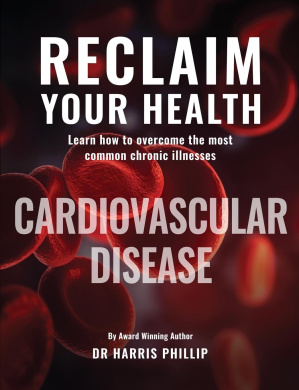 RECLAIM
YOUR HEALTH
Learn how to overcome the most
common chronic illnesses
CARDIOVASCULAR
DISEASE
By Award Winning Author
DR HARRIS PHILLIP